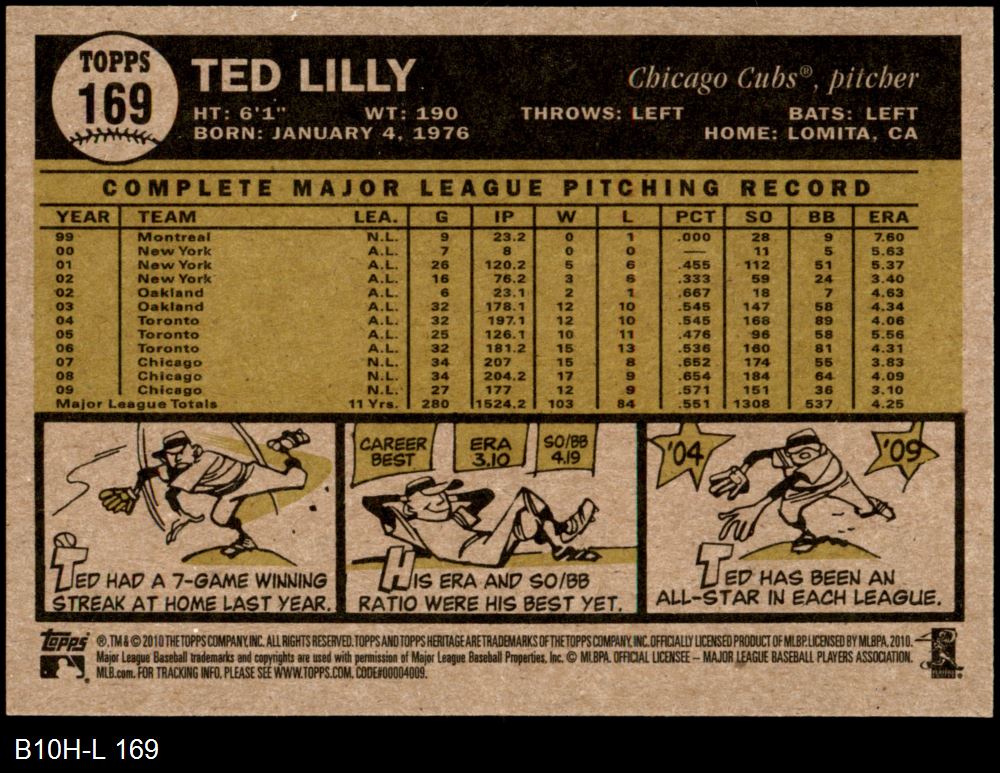 TOPPS
169
TED LILLY
Chicago Cubs®, pitcher
HT: 6'1" WT: 190 THROWS: LEFT BATS: LEFT
BORN: JANUARY 4, 1976 HOME: LOMITA, CA
COMPLETE MAJOR LEAGUE PITCHING RECORD
YEAR TEAM LEA. G IP W L PCT SO BB ERA
99 Montreal N.L. 9 23.2 0 1 .000 28 9 7.60
00 New York A.L. 7 8 0 0 — 11 5 5.63
01 New York A.L. 26 120.2 5 6 .455 112 51 5.37
02 New York A.L. 16 76.2 3 6 .333 59 24 3.40
02 Oakland A.L. 6 23.1 2 1 .667 18 7 4.63
03 Oakland A.L. 32 178.1 12 10 .545 147 58 4.34
04 Toronto A.L. 32 197.1 12 10 .545 168 89 4.06
05 Toronto A.L. 25 126.1 10 11 .476 96 58 5.56
06 Toronto A.L. 32 181.2 15 13 .536 160 81 4.31
07 Chicago N.L. 34 207 15 8 .652 174 55 3.83
08 Chicago N.L. 34 204.2 17 9 .654 184 64 4.09
09 Chicago N.L. 27 177 12 9 .571 151 36 3.10
Major League Totals 11 Yrs. 280 1524.2 103 84 .551 1308 537 4.25
TED HAD A 7-GAME WINNING
STREAK AT HOME LAST YEAR.
CAREER
BEST
ERA
3.10
SO/BB
4.19
HIS ERA AND SO/BB
RATIO WERE HIS BEST YET.
'04
'09
TED HAS BEEN AN
ALL-STAR IN EACH LEAGUE.
Topps ®, TM & © 2010 THE TOPPS COMPANY, INC. ALL RIGHTS RESERVED. TOPPS AND TOPPS HERITAGE ARE TRADEMARKS OF THE TOPPS COMPANY, INC. OFFICIALLY LICENSED PRODUCT OF MLBP. LICENSED BY MLBPA, 2010.
Major League Baseball trademarks and copyrights are used with permission of Major League Baseball Properties, Inc. © MLBPA. OFFICIAL LICENSEE – MAJOR LEAGUE BASEBALL PLAYERS ASSOCIATION.
MLB.com. FOR TRACKING INFO, PLEASE SEE WWW.TOPPS.COM. CODE#00004009.
B10H-L 169